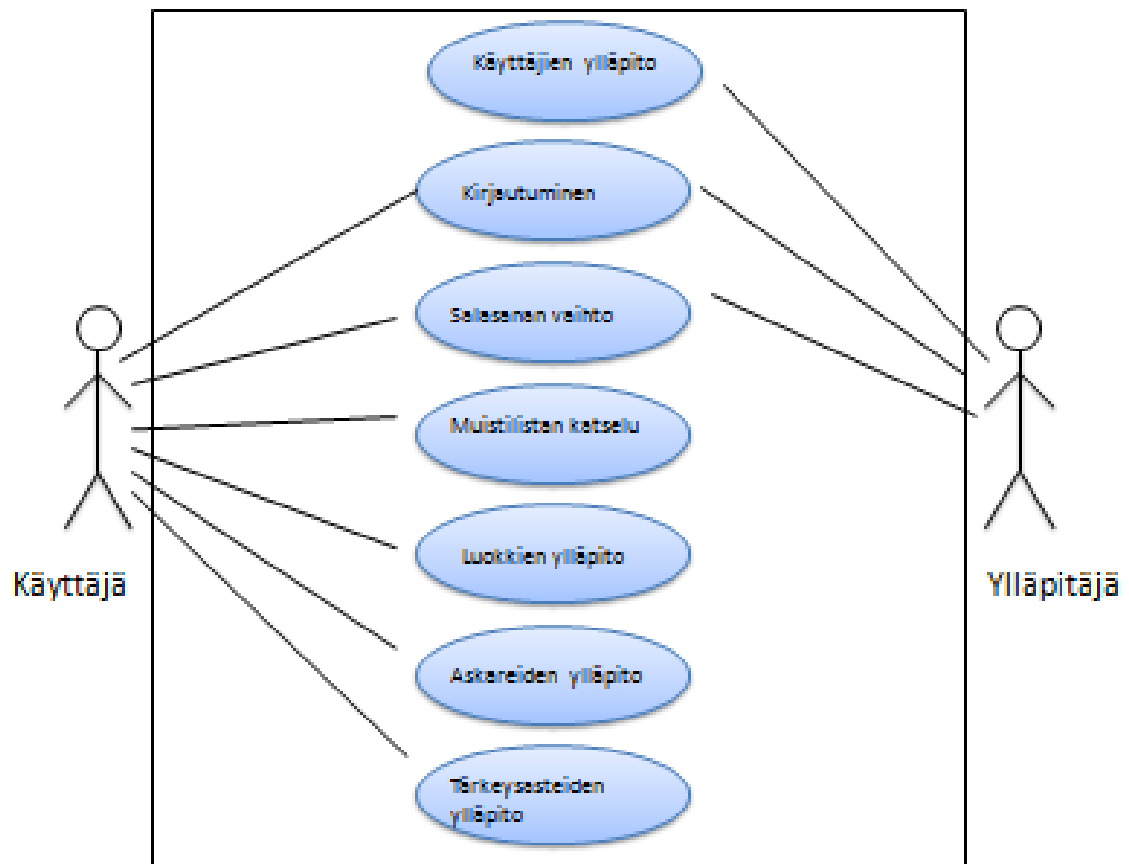 Käyttäjien ylläpito
Kirjautuminen
Salasanan vaihto
Muistilistan katselu
Luokkien ylläpito
Askareiden ylläpito
Tärkeysasteiden
ylläpito
Käyttäjä
Ylläpitäjä